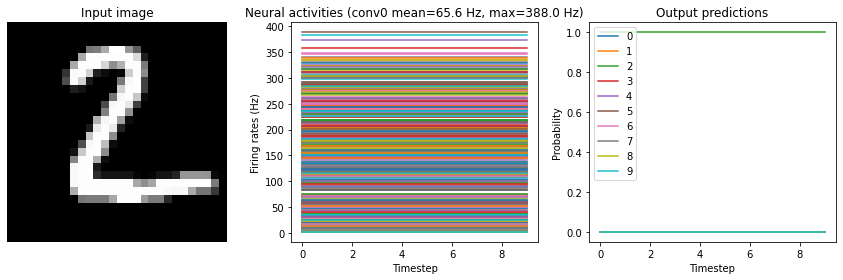 Input image
2
Neural activities (conv0 mean=65.6 Hz, max=388.0 Hz)
Firing rates (Hz)
400
350
300
250
200
150
100
50
0
0 2 4 6 8
Timestep
Output predictions
Probability
1.0
0.8
0.6
0.4
0.2
0.0
0
1
2
3
4
5
6
7
8
9
0 2 4 6 8
Timestep